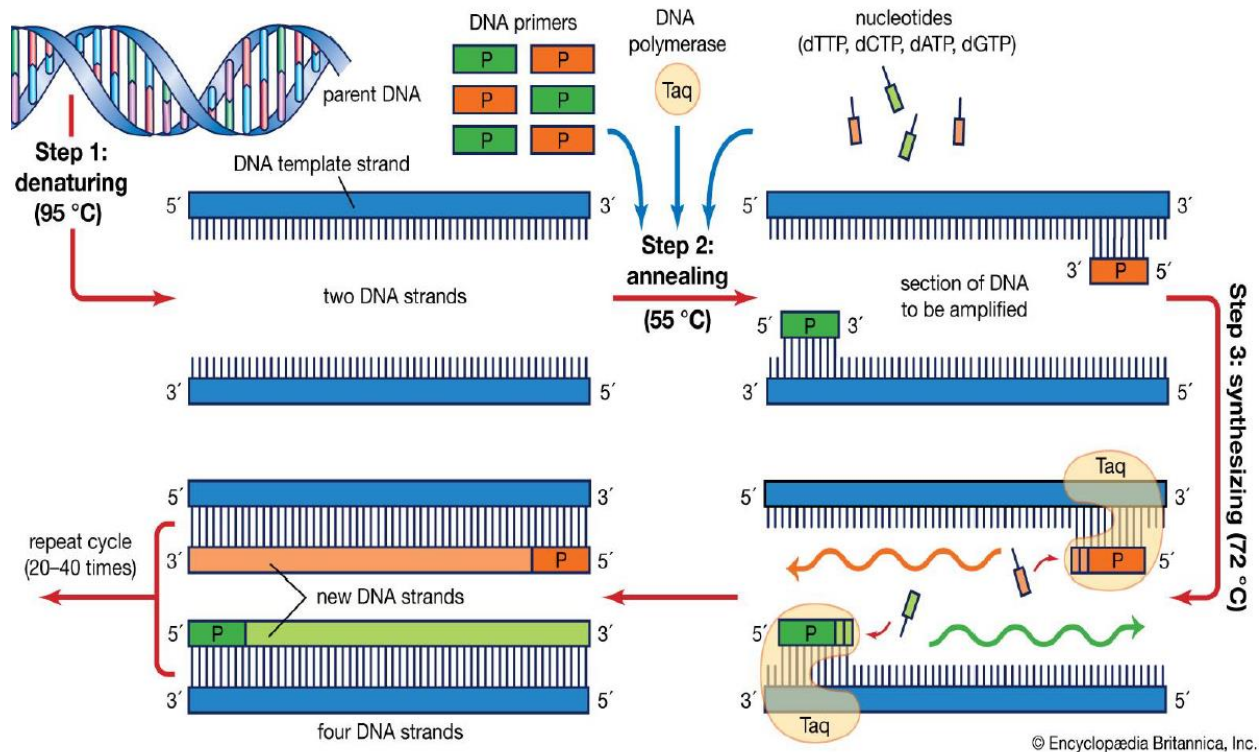 DNA primers
P P
P P
P P
DNA
polymerase
Taq
nucleotides
(dTTP, dCTP, dATP, dGTP)
parent DNA
Step 1:
denaturing
(95 °C)
DNA template strand
5′ 3′
two DNA strands
3′ 5′
Step 2:
annealing
(55 °C)
5′ 3′
3′ P 5′
section of DNA
to be amplified
5′ P 3′
3′ 5′
Step 3: synthesizing (72 °C)
Taq
5′ 3′
P 5′
5′ P
3′ 5′
Taq
5′ 3′
3′ P 5′
new DNA strands
5′ P 3′
3′ 5′
four DNA strands
repeat cycle
(20–40 times)
© Encyclopædia Britannica, Inc.